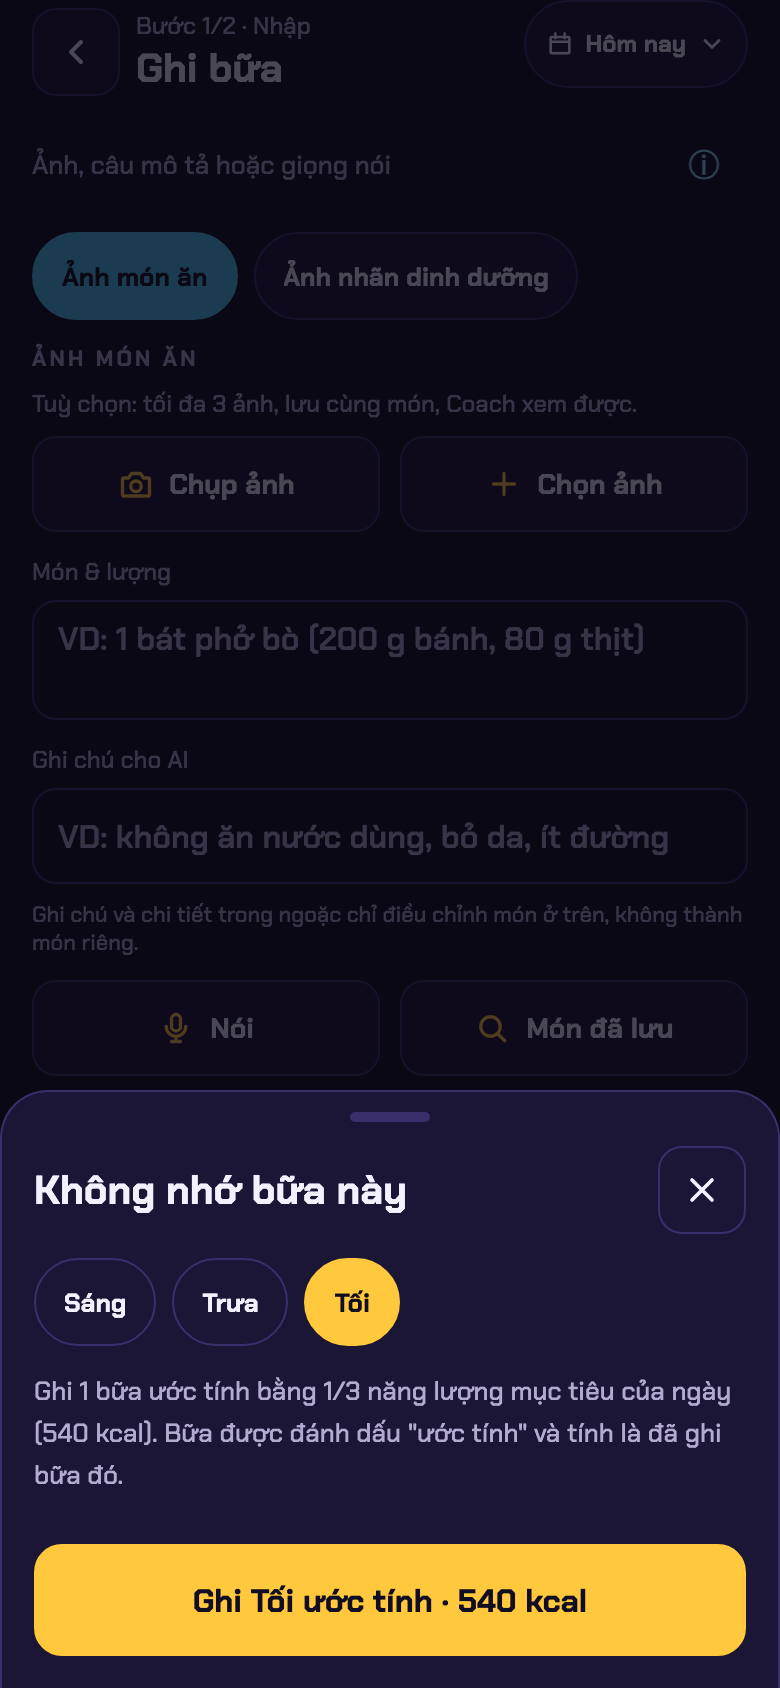 Bước 1/2 · Nhập
Ghi bữa
Hôm nay
Ảnh, câu mô tả hoặc giọng nói
Ảnh món ăn
Ảnh nhãn dinh dưỡng
ẢNH MÓN ĂN
Tuỳ chọn: tối đa 3 ảnh, lưu cùng món, Coach xem được.
Chụp ảnh
Chọn ảnh
Món & lượng
VD: 1 bát phở bò (200 g bánh, 80 g thịt)
Ghi chú cho AI
VD: không ăn nước dùng, bỏ da, ít đường
Ghi chú và chi tiết trong ngoặc chỉ điều chỉnh món ở trên, không thành
món riêng.
Nói
Món đã lưu
Không nhớ bữa này
Sáng
Trưa
Tối
Ghi 1 bữa ước tính bằng 1/3 năng lượng mục tiêu của ngày
(540 kcal). Bữa được đánh dấu "ước tính" và tính là đã ghi
bữa đó.
Ghi Tối ước tính · 540 kcal